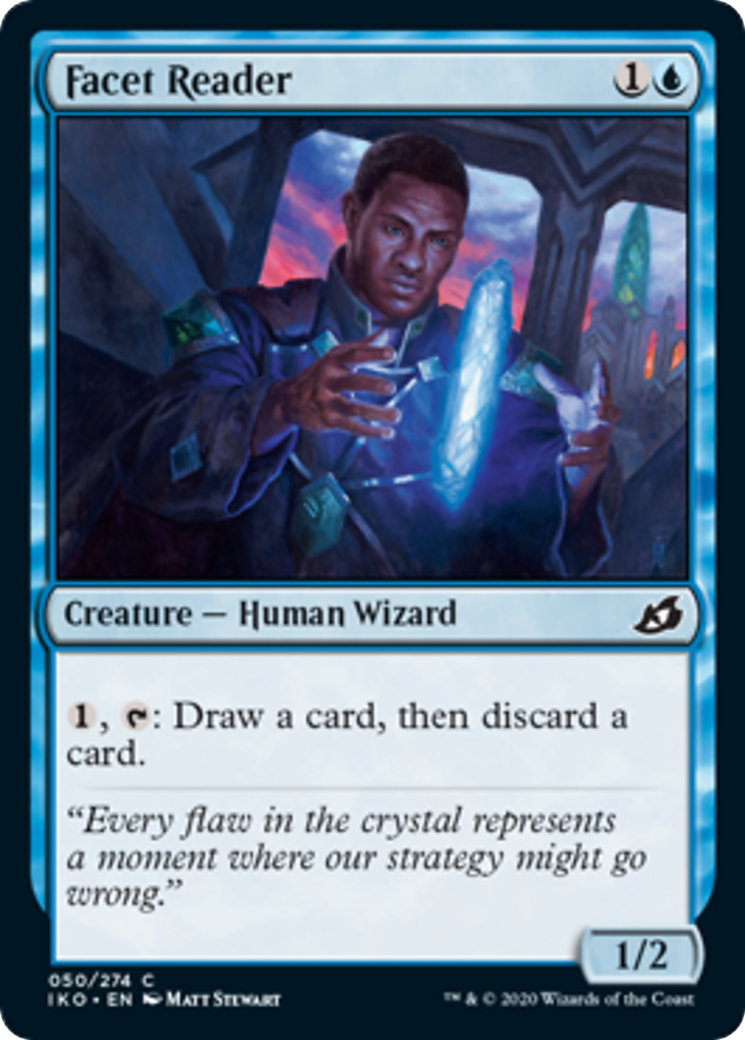 Facet Reader 1
Creature — Human Wizard
1, : Draw a card, then discard a
card.
“Every flaw in the crystal represents
a moment where our strategy might go
wrong.”
1/2
050/274 C
IKO • EN Matt Stewart
™ & © 2020 Wizards of the Coast